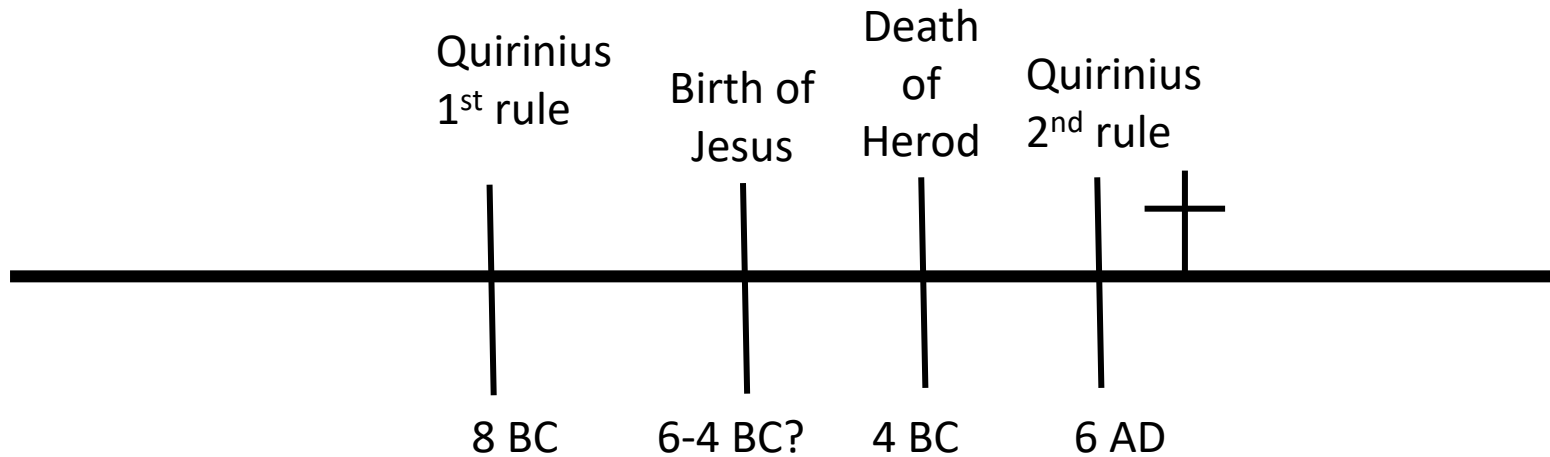 Quirinius
1st rule
Birth of
Jesus
Death
of
Herod
Quirinius
2nd rule
8 BC
6-4 BC?
4 BC
6 AD